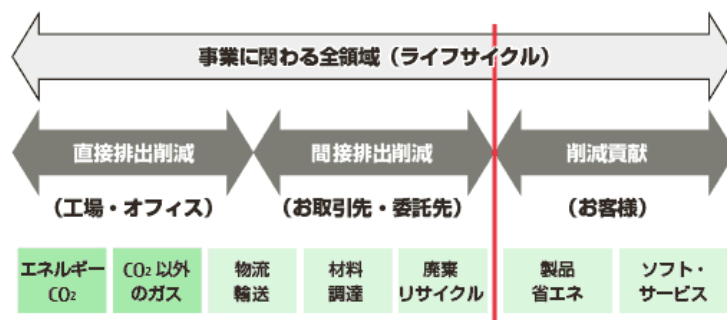 事業に関わる全領域（ライフサイクル）
直接排出削減 間接排出削減 削減貢献
（工場・オフィス） （お取引先・委託先） （お客様）
エネルギー CO₂以外 物流 材料 廃棄 製品 ソフト・
CO₂ のガス 輸送 調達 リサイクル 省エネ サービス